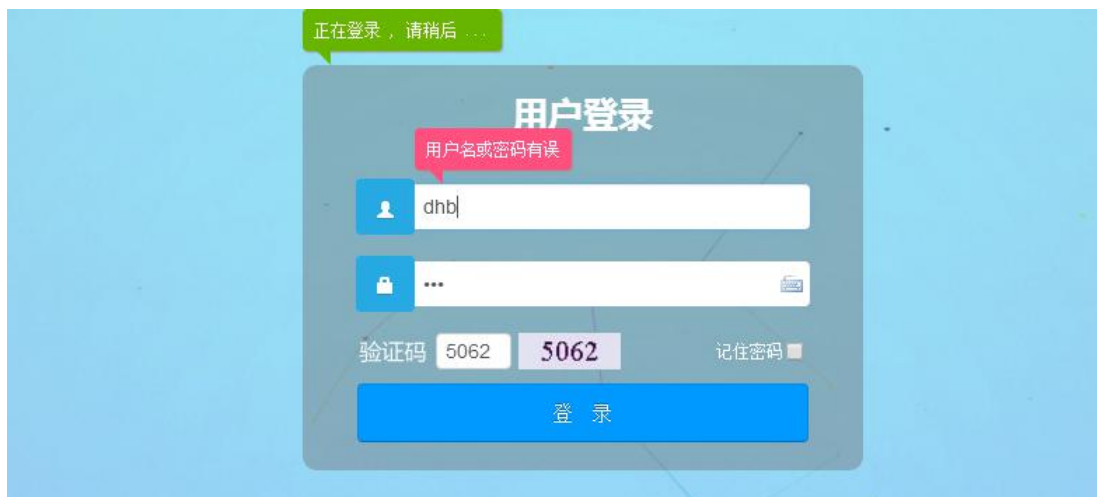 正在登录 ，请稍后 ...
用户登录
用户名或密码有误
dhb
•••
验证码 5062 5062 记住密码
登 录